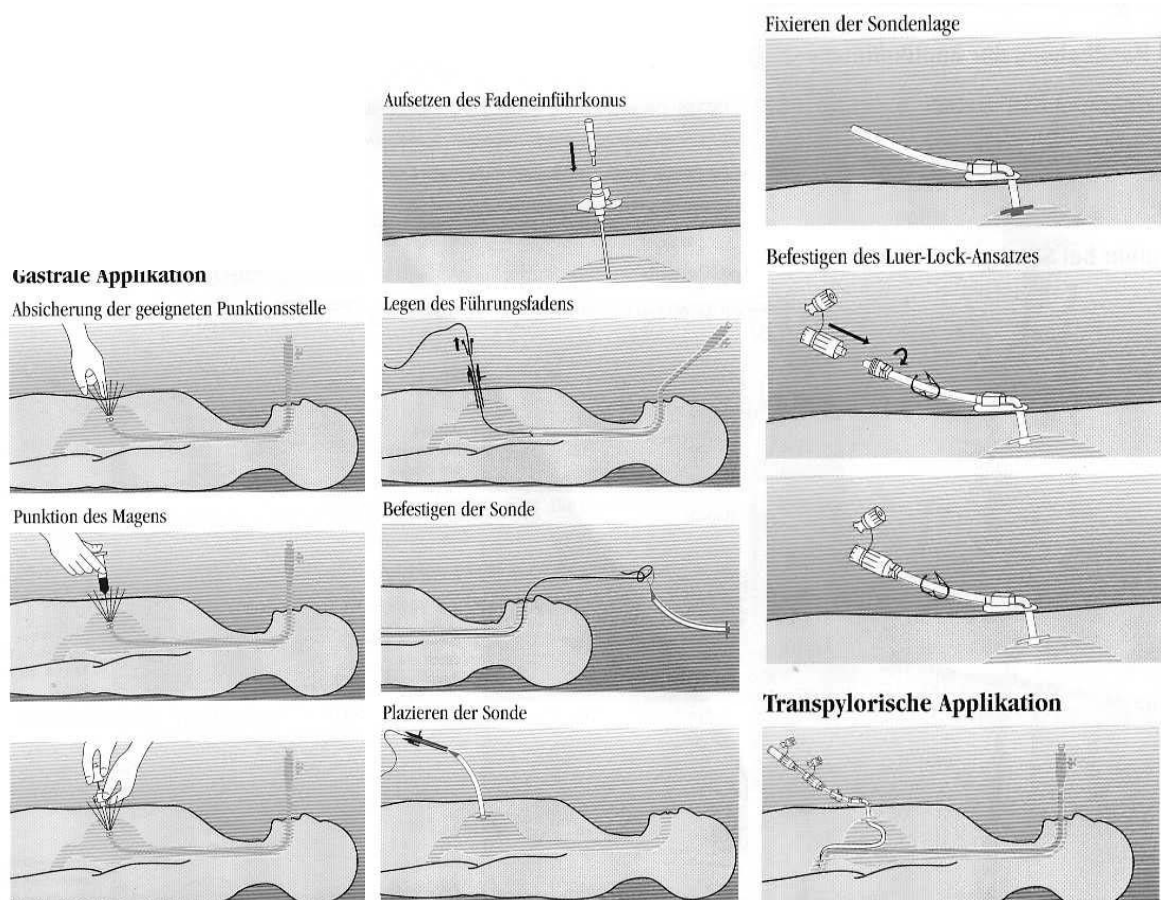 Gastrale Applikation
Absicherung der geeigneten Punktionsstelle
Punktion des Magens
Aufsetzen des Fadeneinführkonus
Legen des Führungsfadens
Befestigen der Sonde
Plazieren der Sonde
Fixieren der Sondenlage
Befestigen des Luer-Lock-Ansatzes
Transpylorische Applikation